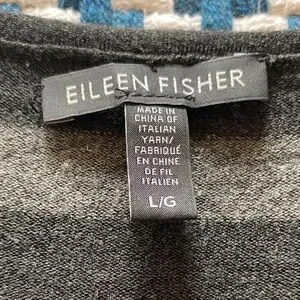 EILEEN FISHER
MADE IN
CHINA OF
ITALIAN
YARN/
FABRIQUÉ
EN CHINE
DE FIL
ITALIEN
L/G